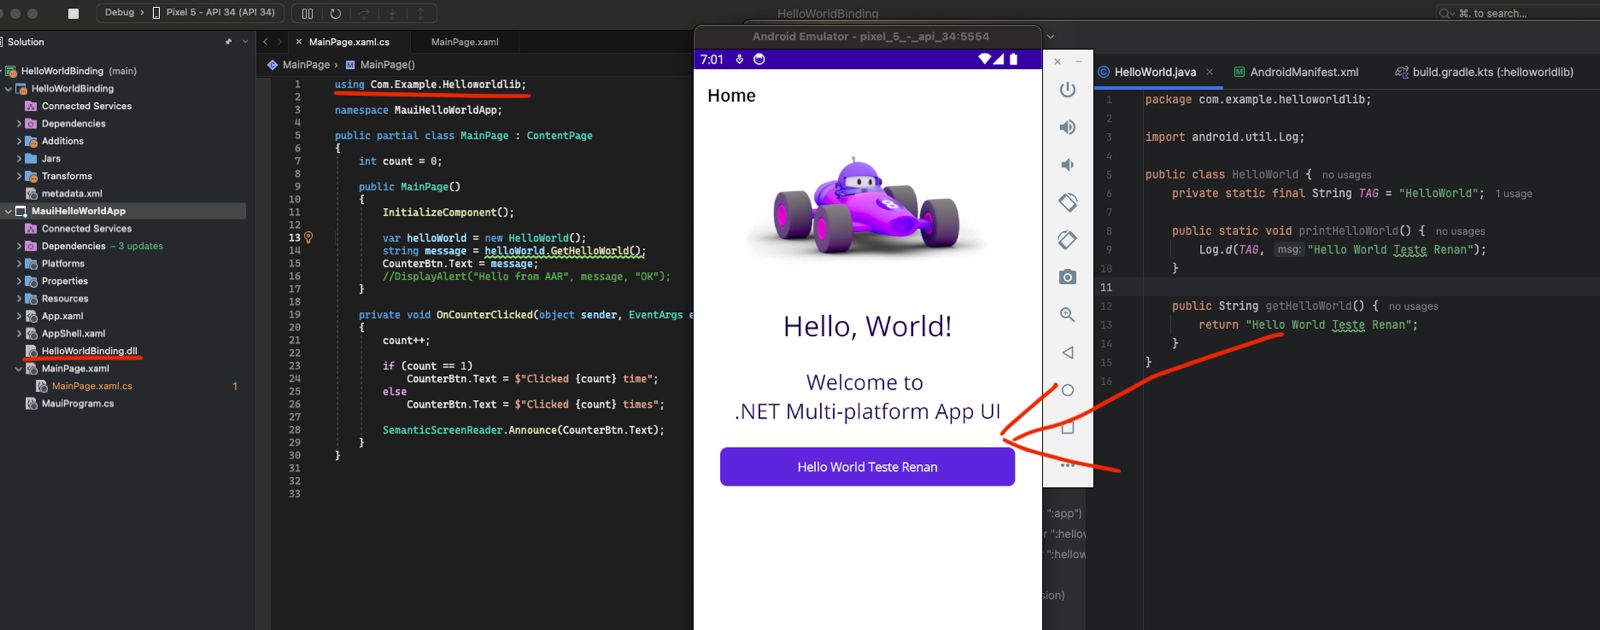 Debug > Pixel 5 - API 34 (API 34)
HelloWorldBinding
⌘. to search...
Solution
HelloWorldBinding (main)
HelloWorldBinding
Connected Services
Dependencies
Additions
Jars
Transforms
metadata.xml
MauiHelloWorldApp
Connected Services
Dependencies – 3 updates
Platforms
Properties
Resources
App.xaml
AppShell.xaml
HelloWorldBinding.dll
MainPage.xaml
MainPage.xaml.cs 1
MauiProgram.cs
MainPage.xaml.cs MainPage.xaml
MainPage > MainPage()
1 using Com.Example.Helloworldlib;
2
3 namespace MauiHelloWorldApp;
4
5 public partial class MainPage : ContentPage
6 {
7 int count = 0;
8
9 public MainPage()
10 {
11 InitializeComponent();
12
13 var helloWorld = new HelloWorld();
14 string message = helloWorld.GetHelloWorld();
15 CounterBtn.Text = message;
16 //DisplayAlert("Hello from AAR", message, "OK");
17 }
18
19 private void OnCounterClicked(object sender, EventArgs e
20 {
21 count++;
22
23 if (count == 1)
24 CounterBtn.Text = $"Clicked {count} time";
25 else
26 CounterBtn.Text = $"Clicked {count} times";
27
28 SemanticScreenReader.Announce(CounterBtn.Text);
29 }
30 }
31
32
33
Android Emulator - pixel_5_-_api_34:5554
7:01
Home
8
Hello, World!
Welcome to
.NET Multi-platform App UI
Hello World Teste Renan
":app")
r ":hellow
":hellow
sion)
HelloWorld.java AndroidManifest.xml build.gradle.kts (:helloworldlib)
1 package com.example.helloworldlib;
2
3 import android.util.Log;
4
5 public class HelloWorld { no usages
6 private static final String TAG = "HelloWorld"; 1 usage
7
8 public static void printHelloWorld() { no usages
9 Log.d(TAG, msg: "Hello World Teste Renan");
10 }
11
12 public String getHelloWorld() { no usages
13 return "Hello World Teste Renan";
14 }
15 }
16